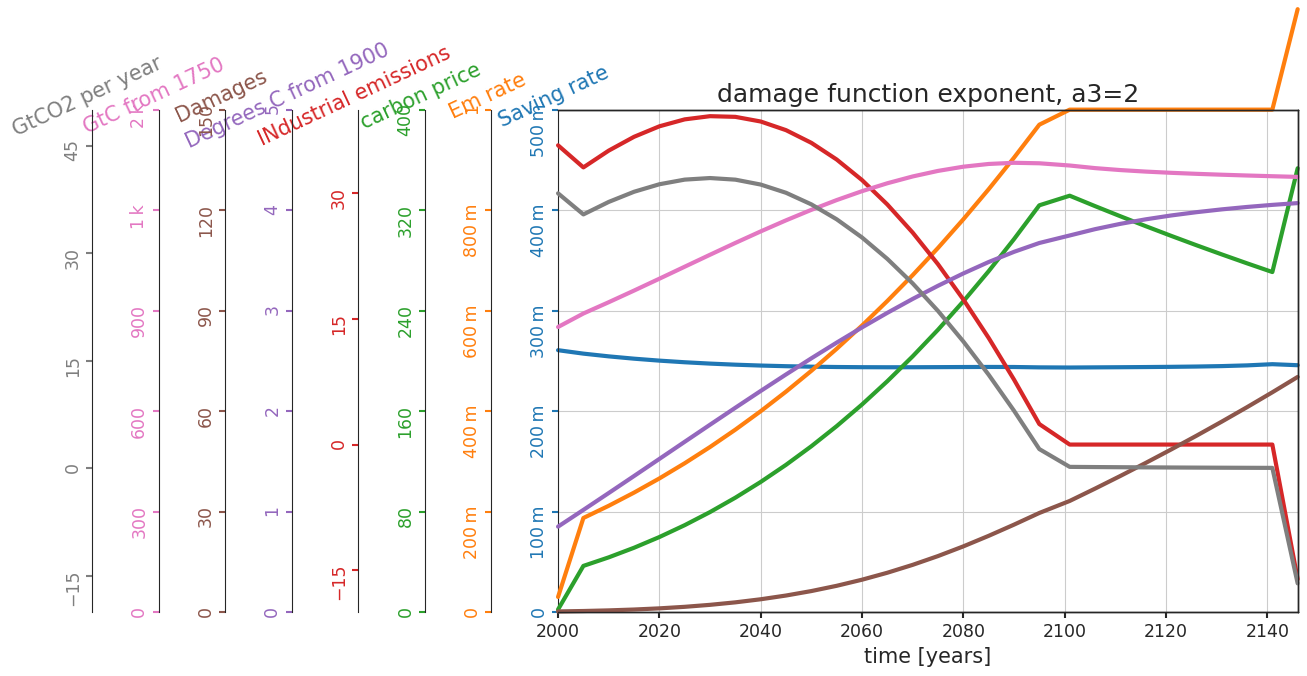 damage function exponent, a3=2
GtCO2 per year
GtC from 1750
Damages
Degrees C from 1900
INdustrial emissions
carbon price
Em rate
Saving rate
45
30
15
0
−15
1k
900
600
300
0
150
120
90
60
30
0
5
4
3
2
1
0
30
15
0
−15
400
320
240
160
80
0
800 m
600 m
400 m
200 m
0
500 m
400 m
300 m
200 m
100 m
0
2000 2020 2040 2060 2080 2100 2120 2140
time [years]